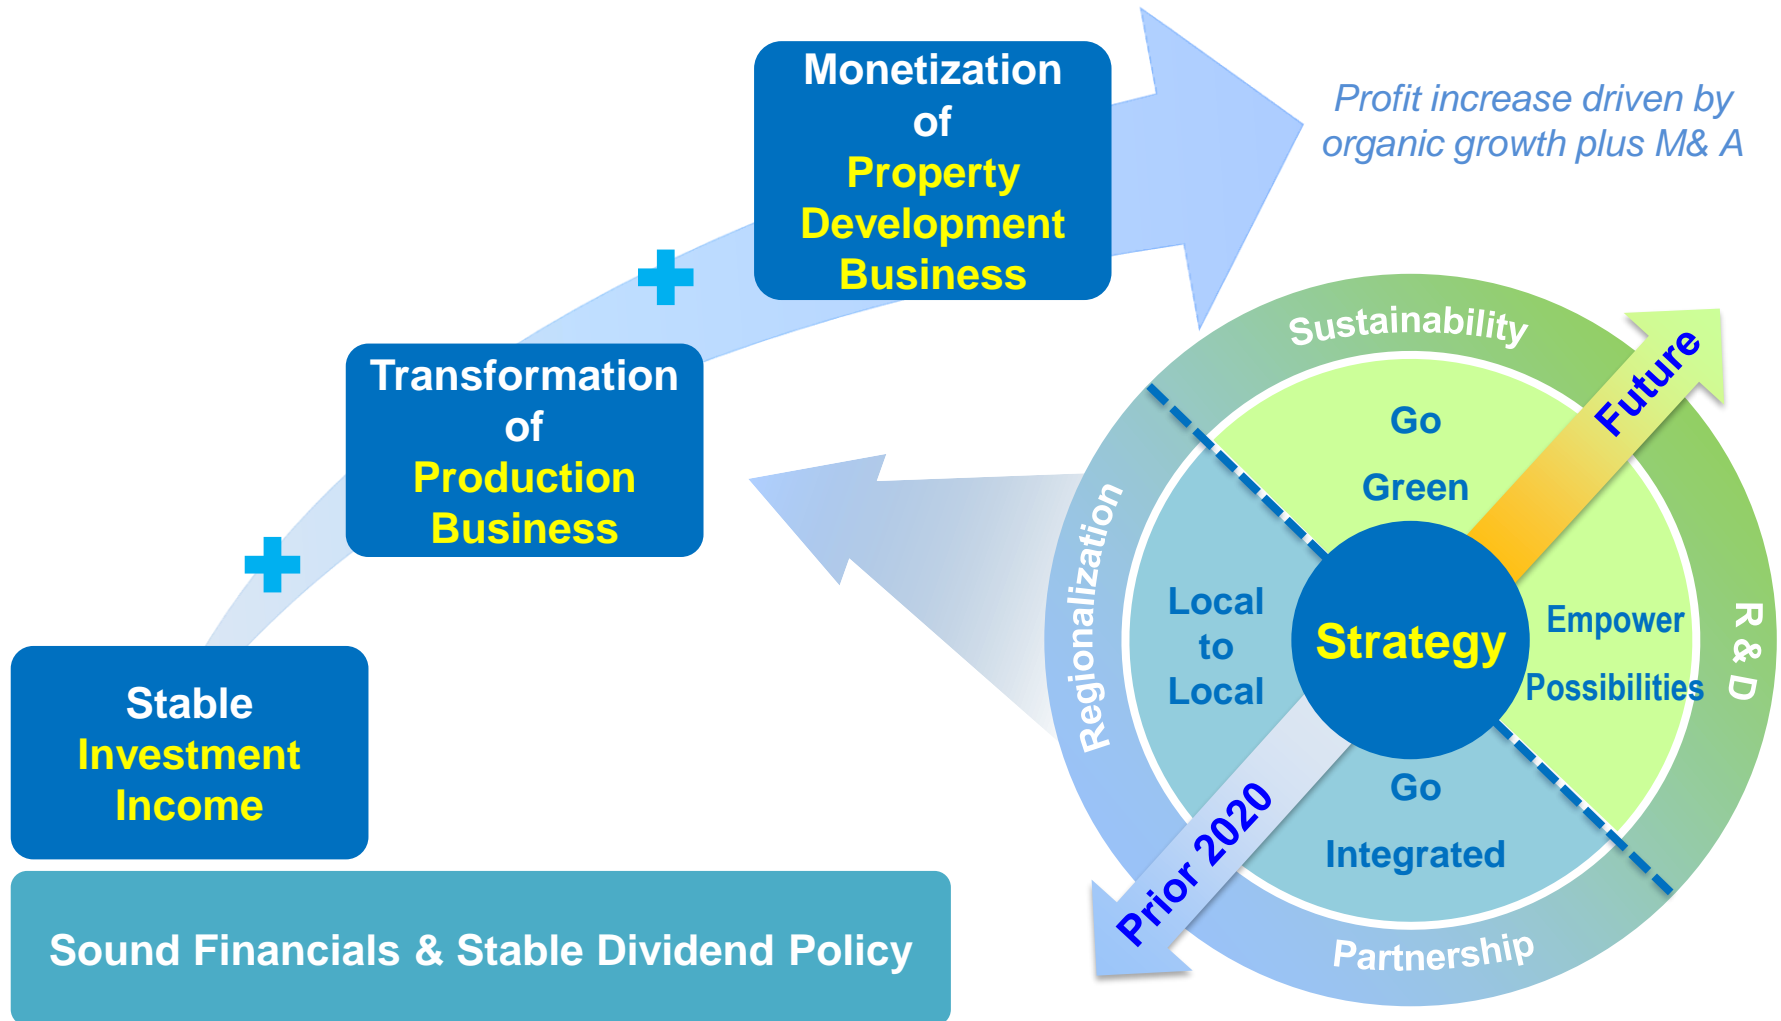 Monetization
of
Property
Development
Business
Profit increase driven by
organic growth plus M& A
Transformation
of
Production
Business
Stable
Investment
Income
Sound Financials & Stable Dividend Policy
Sustainability
Future
Go
Green
Regionalization
Local
to
Local
Strategy
Empower
Possibilities
R & D
Prior 2020
Go
Integrated
Partnership